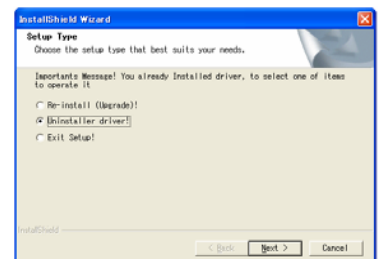 InstallShield Wizard
Setup Type
Choose the setup type that best suits your needs.
Importants Message! You already Installed driver, to select one of items
to operate it
Re-install (Upgrade)!
Uninstaller driver!
Exit Setup!
InstallShield
< Back Next > Cancel